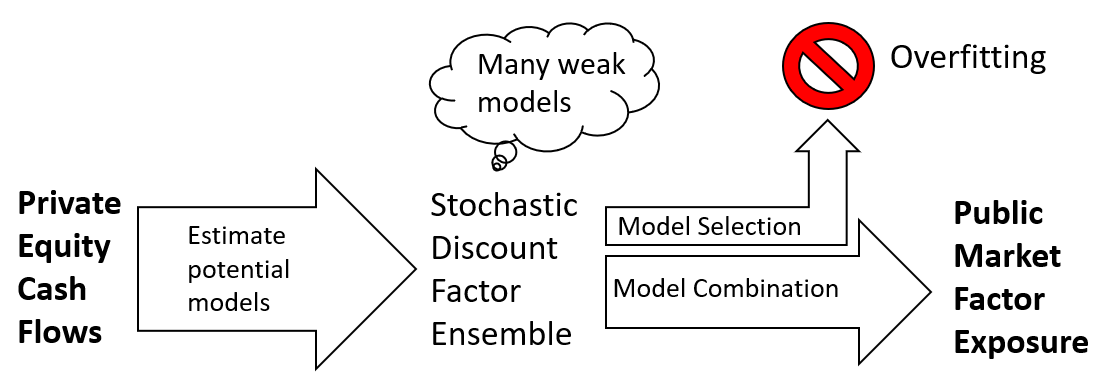 Private
Equity
Cash
Flows
Estimate
potential
models
Many weak
models
Stochastic
Discount
Factor
Ensemble
Model Selection
Model Combination
Overfitting
Public
Market
Factor
Exposure